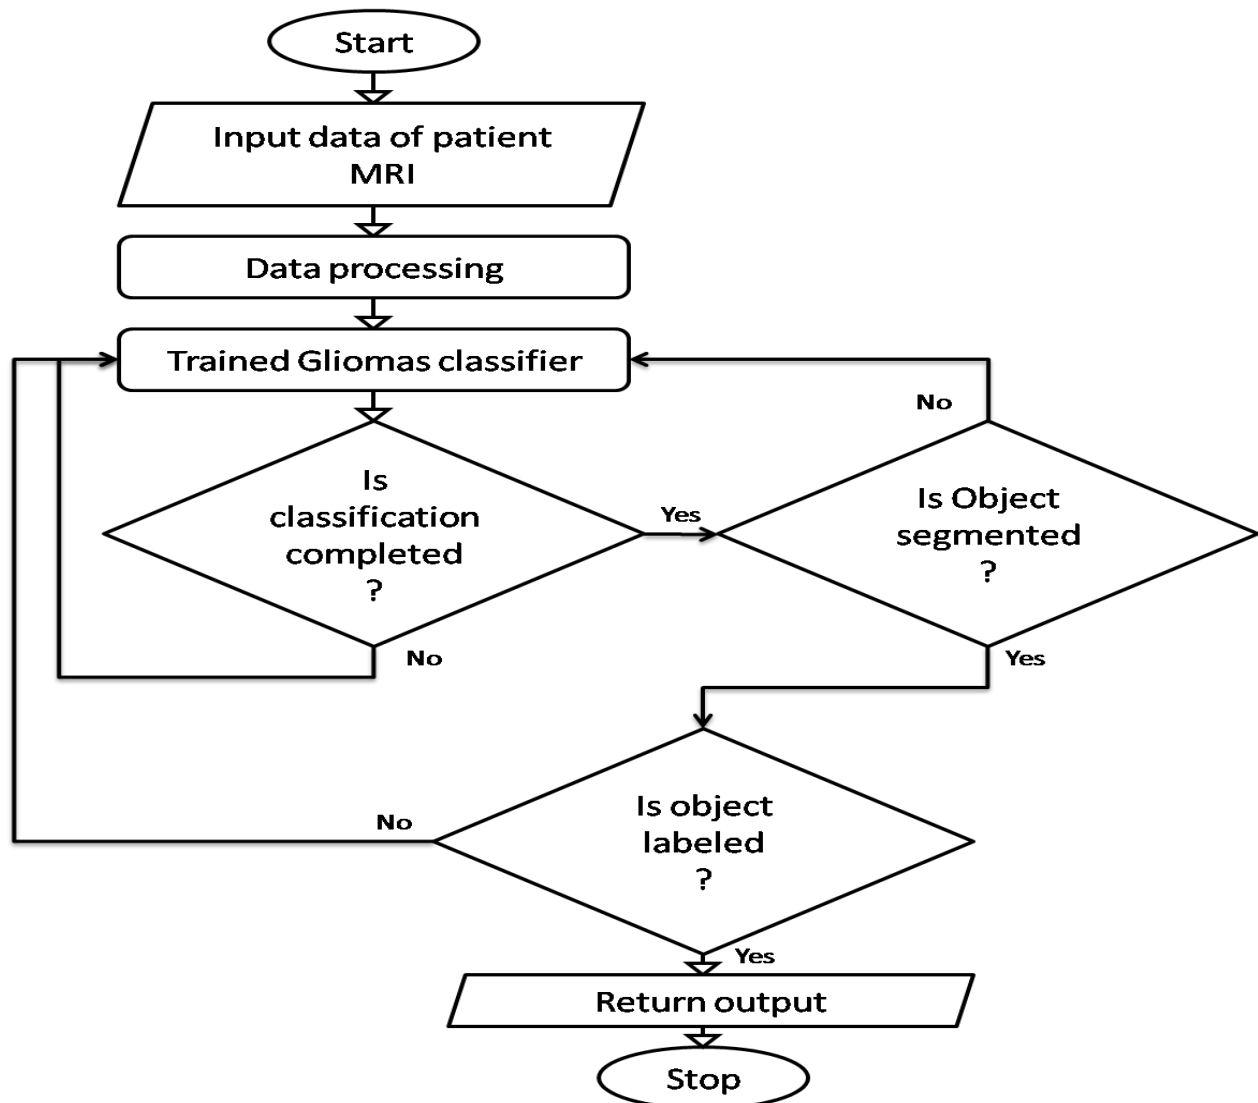 Start
Input data of patient
MRI
Data processing
Trained Gliomas classifier
No
Is
classification
completed
?
Yes
Is Object
segmented
?
No
Yes
No
Is object
labeled
?
Yes
Return output
Stop